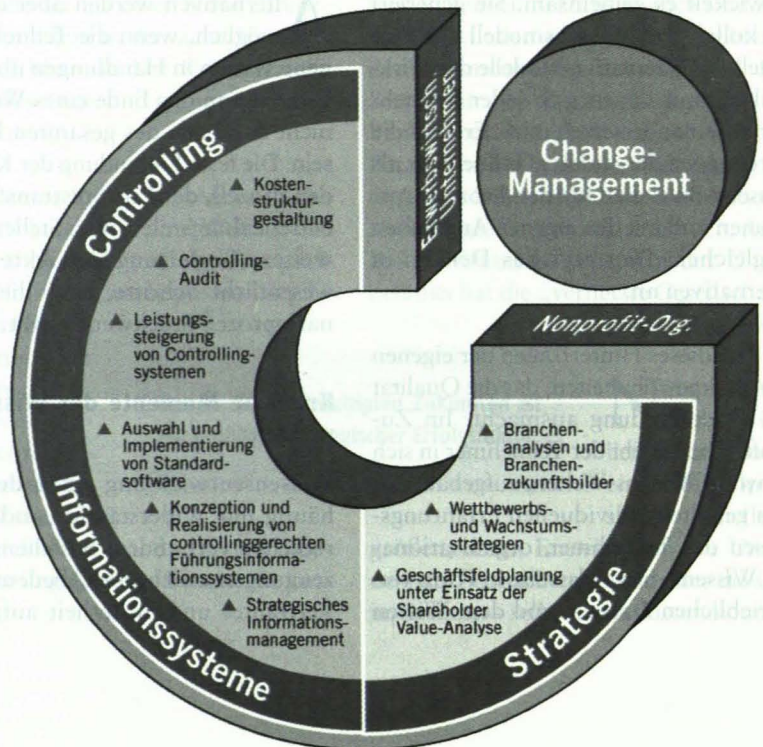 Controlling
▲ Kosten-
struktur-
gestaltung
▲ Controlling-
Audit
▲ Leistungs-
steigerung
von Controlling-
systemen
Erwerbswirtsch.
Unternehmen
Change-
Management
Nonprofit-Org.
Informationssysteme
▲ Auswahl und
Implementierung
von Standard-
software
▲ Konzeption und
Realisierung von
controllinggerechten
Führungsinforma-
tionssystemen
▲ Strategisches
Informations-
management
Strategie
▲ Branchen-
analysen und
Branchen-
zukunftsbilder
▲ Wettbewerbs-
und Wachstums-
strategien
▲ Geschäftsfeldplanung
unter Einsatz der
Shareholder
Value-Analyse